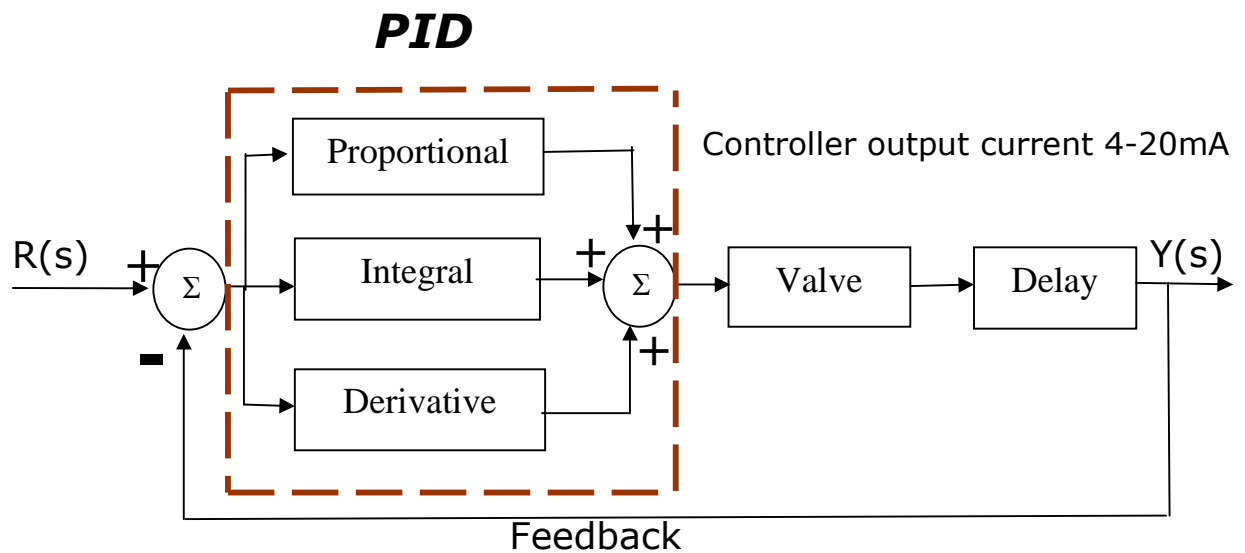 PID
Proportional
Controller output current 4-20mA
R(s)
+
Σ
Integral
+
+
Σ
+
Valve
Delay
Y(s)
-
Derivative
Feedback